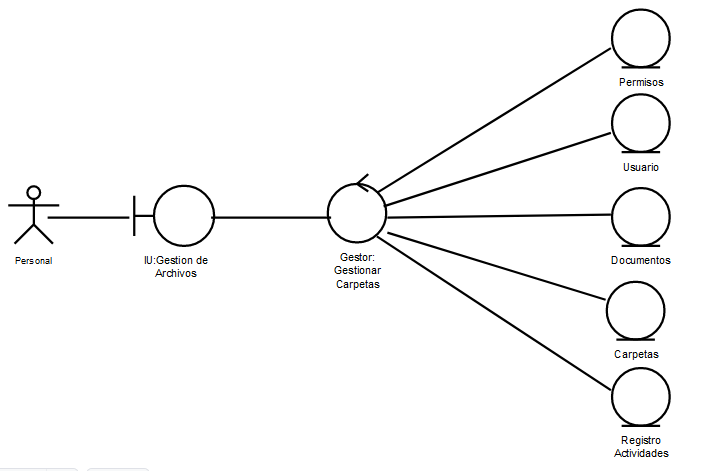 Permisos
Usuario
Personal
IU:Gestion de
Archivos
Gestor:
Gestionar
Carpetas
Documentos
Carpetas
Registro
Actividades